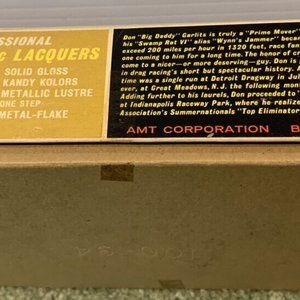 SSIONAL
LACQUERS
SOLID GLOSS
KANDY KOLORS
METALLIC LUSTRE
ONE STEP
METAL-FLAKE
Don "Big Daddy" Garlits is truly a "Prime Mover
his "Swamp Rat VI" alias "Wynn's Jammer" becam
exceed 200 miles per hour in 1320 feet, race fan
one coming to him for a long time. The honor of
come to a nicer—or more deserving—guy. Don is
in drag racing's short but spectacular history. A
time was a single run at Detroit Dragway in Jul
er, at Great Meadows, N.J. the following mon
Adding further to his laurels, Don proceeded to
at Indianapolis Raceway Park, where he realize
Association's Summernationals "Top Eliminator
AMT CORPORATION B